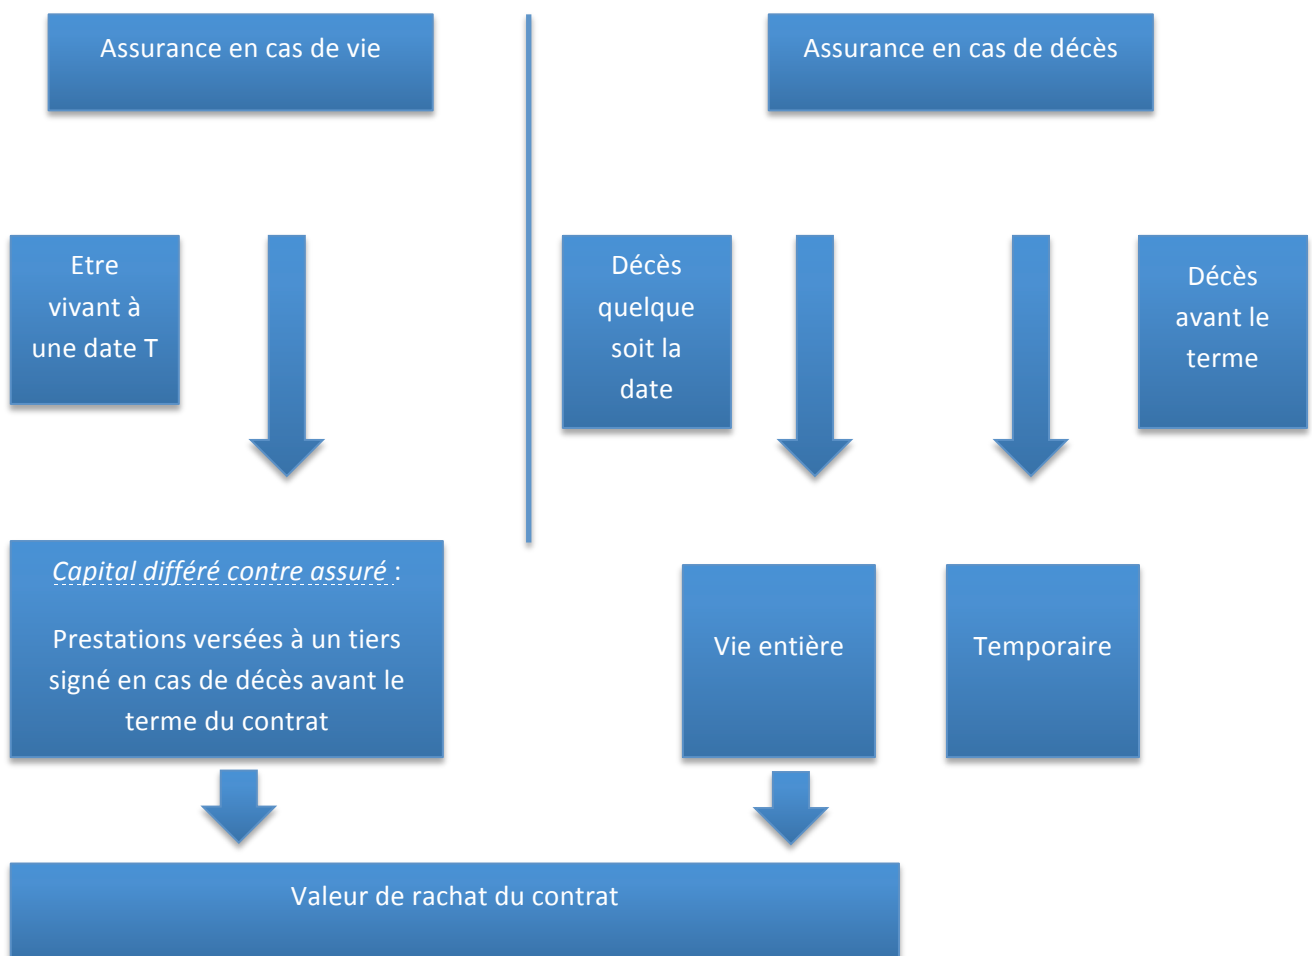 Assurance en cas de vie
Assurance en cas de décès
Etre
vivant à
une date T
Décès
quelque
soit la
date
Décès
avant le
terme
Capital différé contre assuré :
Prestations versées à un tiers
signé en cas de décès avant le
terme du contrat
Vie entière
Temporaire
Valeur de rachat du contrat